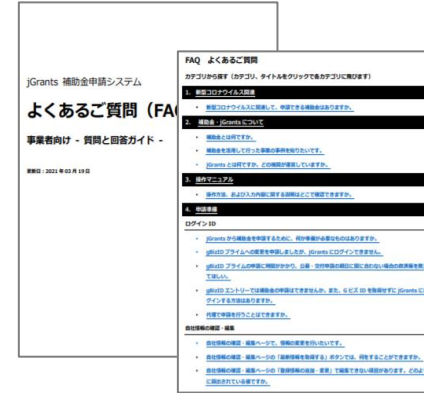 jGrants 補助金申請システム
よくあるご質問（FA
事業者向け - 質問と回答ガイド -
更新日：2021 年 03 月 19 日
FAQ よくあるご質問
カテゴリから探す（カテゴリ、タイトルをクリックで各カテゴリに飛びます）
1. 新型コロナウイルス関連
・ 新型コロナウイルスに関連して、申請できる補助金はありますか。
2. 補助金・jGrants について
・ 補助金とは何ですか。
・ 補助金を活用して行った事業の事例を知りたいです。
・ jGrants とは何ですか、どの機関が運営していますか。
3. 操作マニュアル
・ 操作方法、および入力内容に関する説明はどこで確認できますか。
4. 申請準備
ログイン ID
・ jGrants から補助金を申請するために、何か準備が必要なものはありますか。
・ gBizID プライムへの変更を申請しましたが、jGrants にログインできません。
・ gBizID プライムの申請に時間がかかり、公募・交付申請の期日に間に合わない場合の救済策を
てほしい。
・ gBizID エントリーでは補助金の申請はできませんか。また、G ビズ ID を取得せずに jGrants に
グインする方法はありますか。
・ 代理で申請を行うことはできますか。
自社情報の確認・編集
・ 自社情報の確認・編集ページで、情報の変更を行いたいです。
・ 自社情報の確認・編集ページの「最新情報を取得する」ボタンでは、何をすることができますか。
・ 自社情報の確認・編集ページの「登録情報の追加・変更」で編集できない項目があります。どのよ
に抽出されている値ですか。